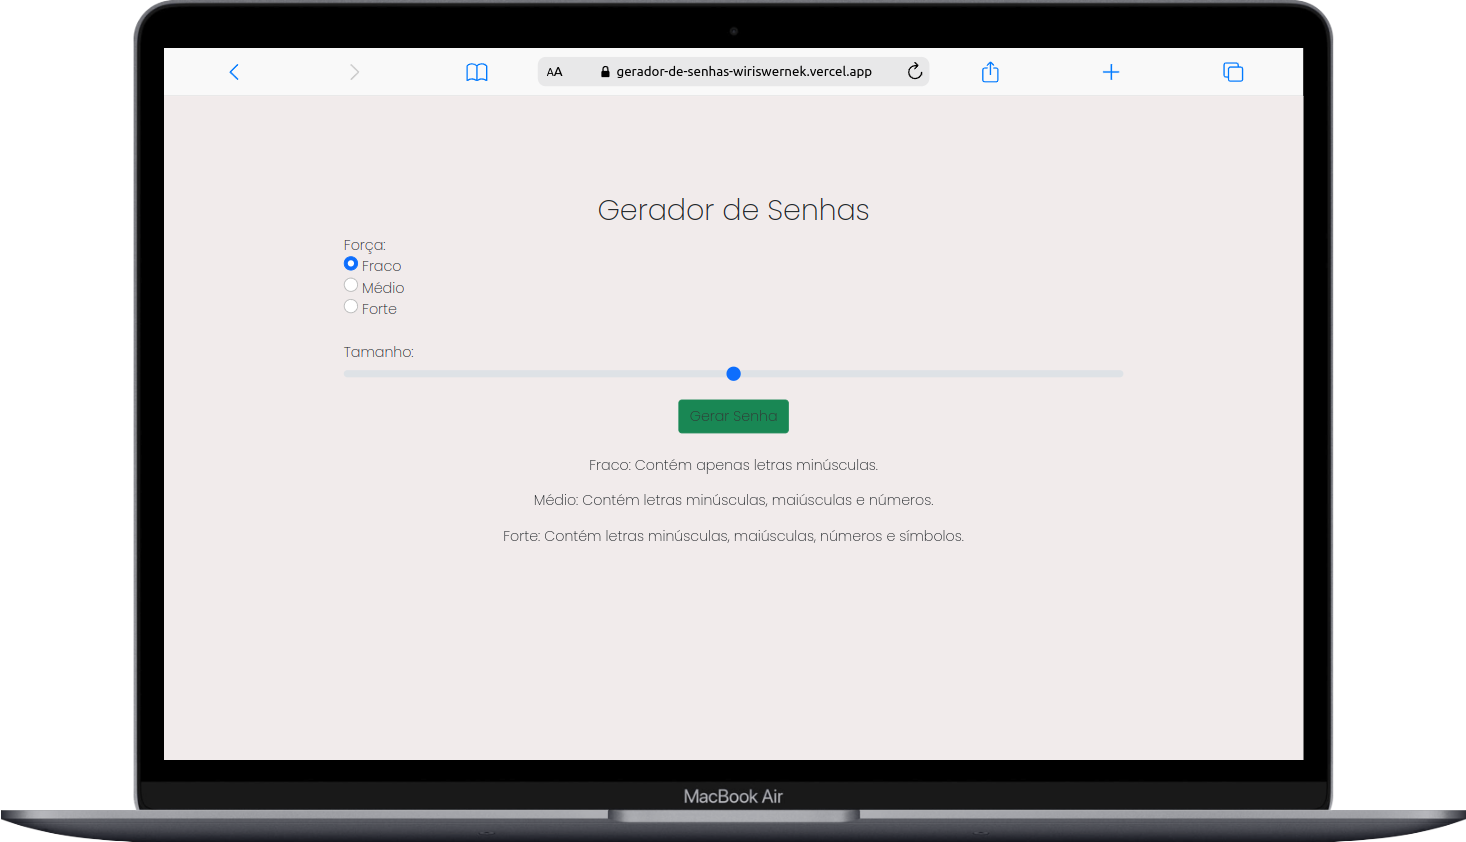 AA gerador-de-senhas-wiriswernek.vercel.app
Gerador de Senhas
Força:
Fraco
Médio
Forte
Tamanho:
Gerar Senha
Fraco: Contém apenas letras minúsculas.
Médio: Contém letras minúsculas, maiúsculas e números.
Forte: Contém letras minúsculas, maiúsculas, números e símbolos.
MacBook Air